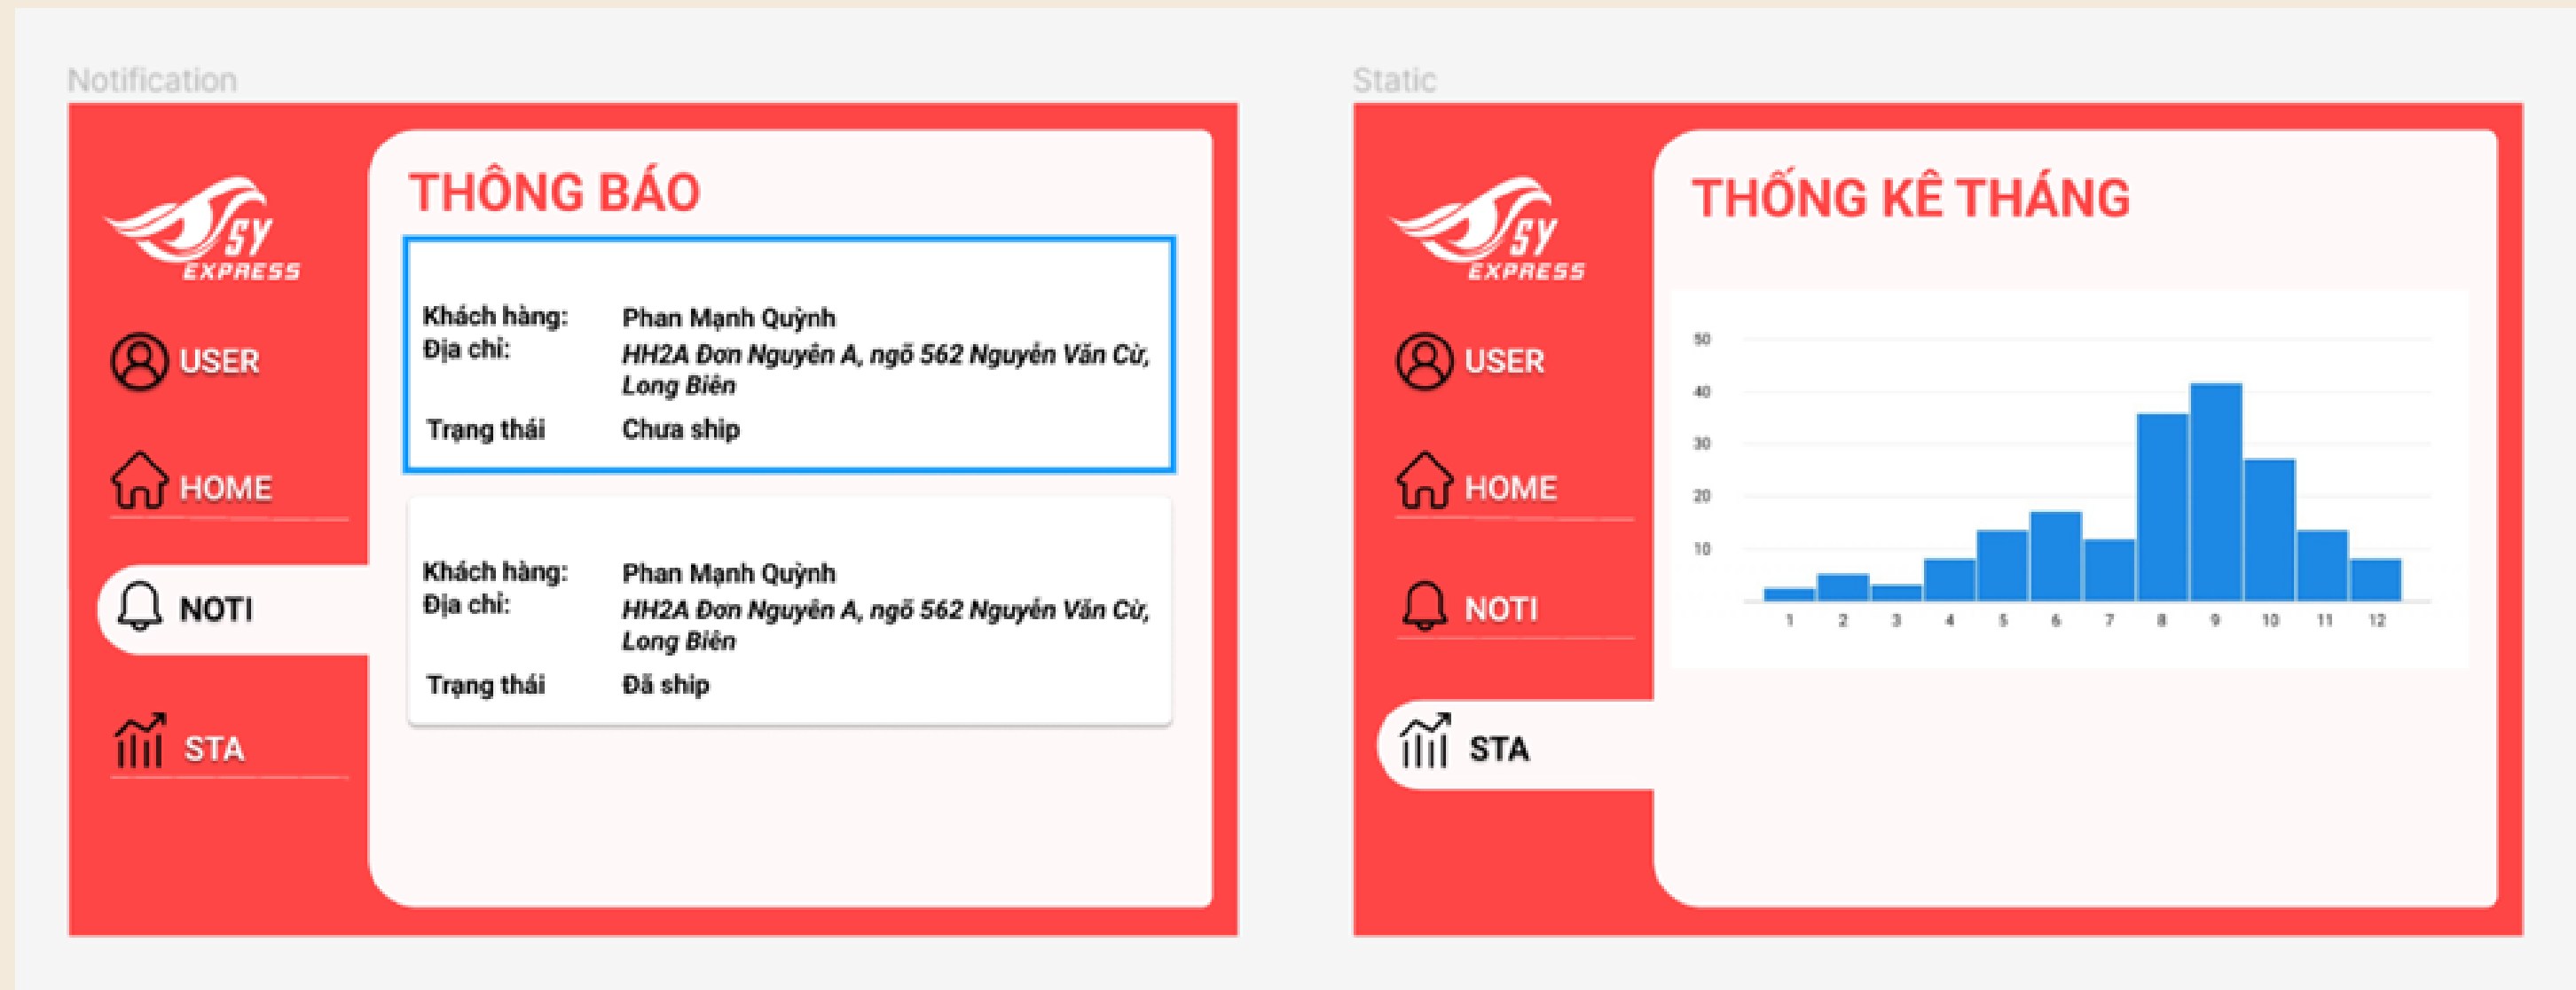 Notification
SY
EXPRESS
USER
HOME
NOTI
STA
THÔNG BÁO
Khách hàng: Phan Mạnh Quỳnh
Địa chỉ: HH2A Đơn Nguyên A, ngõ 562 Nguyễn Văn Cừ,
Long Biên
Trạng thái Chưa ship
Khách hàng: Phan Mạnh Quỳnh
Địa chỉ: HH2A Đơn Nguyên A, ngõ 562 Nguyễn Văn Cừ,
Long Biên
Trạng thái Đã ship
Static
SY
EXPRESS
USER
HOME
NOTI
STA
THỐNG KÊ THÁNG
50
40
30
20
10
1 2 3 4 5 6 7 8 9 10 11 12